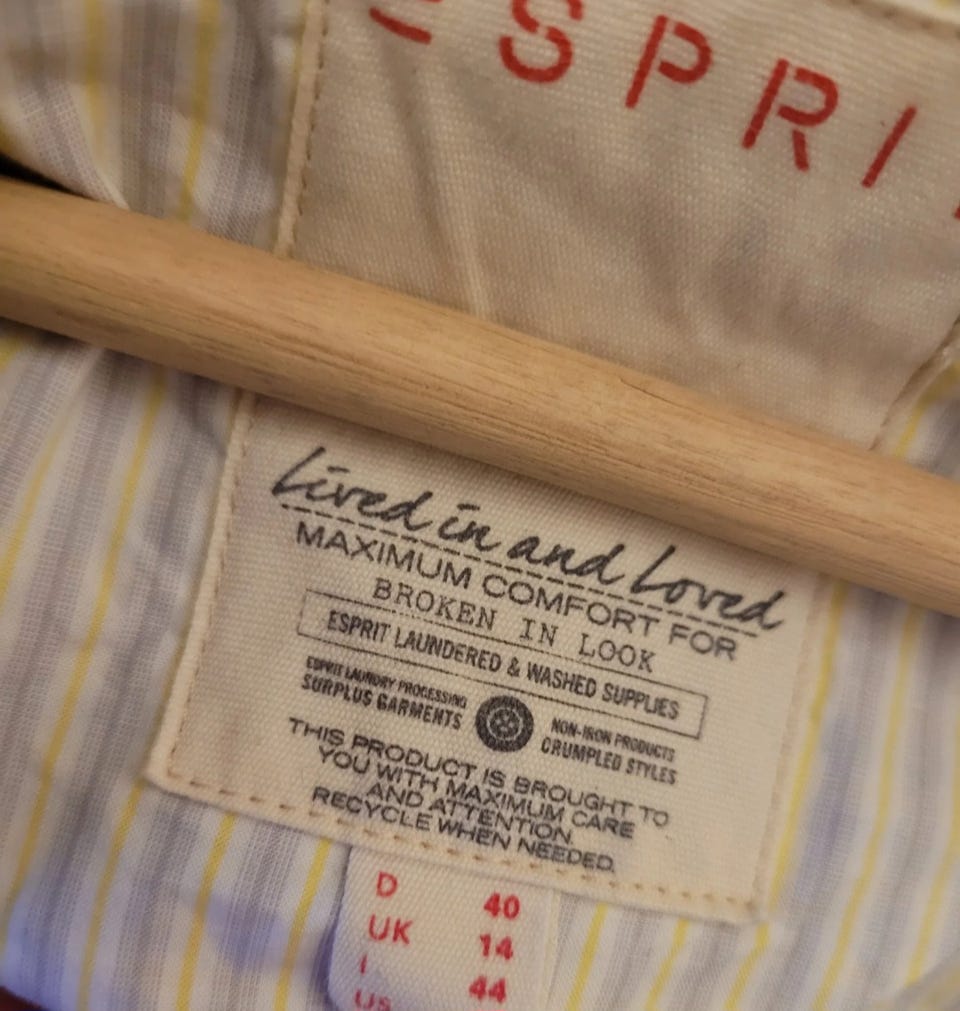 ESPRI
Lived in and Loved
MAXIMUM COMFORT FOR
BROKEN IN LOOK
ESPRIT LAUNDERED & WASHED SUPPLIES
ESPRIT LAUNDRY PROCESSING
SURPLUS GARMENTS
NON-IRON PRODUCTS
CRUMPLED STYLES
THIS PRODUCT IS BROUGHT TO
YOU WITH MAXIMUM CARE
AND ATTENTION.
RECYCLE WHEN NEEDED.
D 40
UK 14
I 44
US